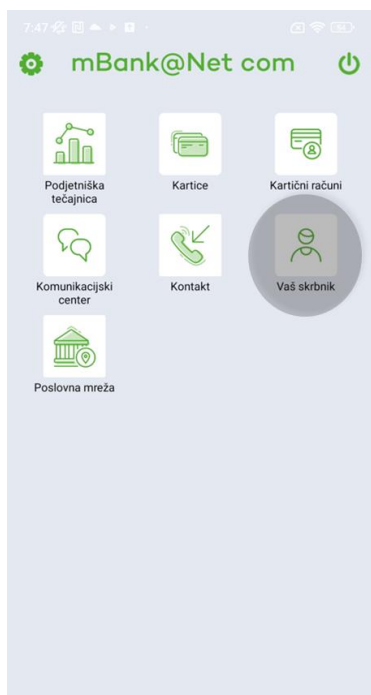 7:47
mBank@Net com
Podjetniška
tečajnica
Kartice
Kartični računi
Komunikacijski
center
Kontakt
Vaš skrbnik
Poslovna mreža